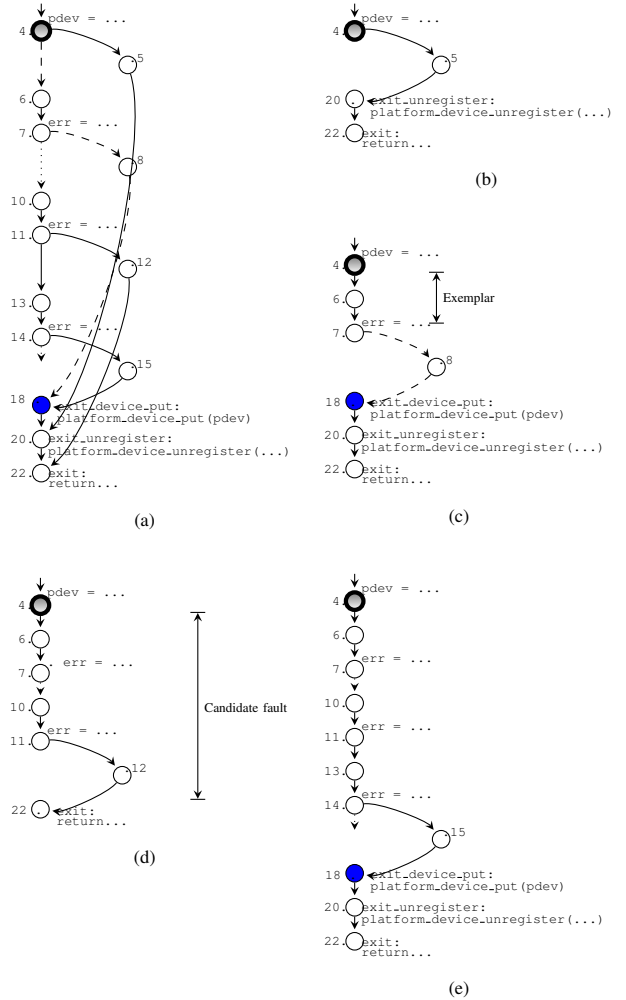 pdev = ...
4.
.5
6.
err = ...
7.
.8
10.
err = ...
11.
.12
13.
err = ...
14.
.15
18
exit_device_put:
platform_device_put(pdev)
20.
exit_unregister:
platform_device_unregister(...)
22.
exit:
return...
(a)
pdev = ...
4.
.5
20 .
exit_unregister:
platform_device_unregister(...)
22.
exit:
return...
(b)
pdev = ...
4.
Exemplar
6.
err = ...
7.
.8
18
exit_device_put:
platform_device_put(pdev)
20.
exit_unregister:
platform_device_unregister(...)
22.
exit:
return...
(c)
pdev = ...
4.
6.
. err = ...
7.
10.
Candidate fault
err = ...
11.
.12
22 .
exit:
return...
(d)
pdev = ...
4.
6.
err = ...
7.
10.
err = ...
11.
13.
err = ...
14.
.15
18
exit_device_put:
platform_device_put(pdev)
20.
exit_unregister:
platform_device_unregister(...)
22.
exit:
return...
(e)